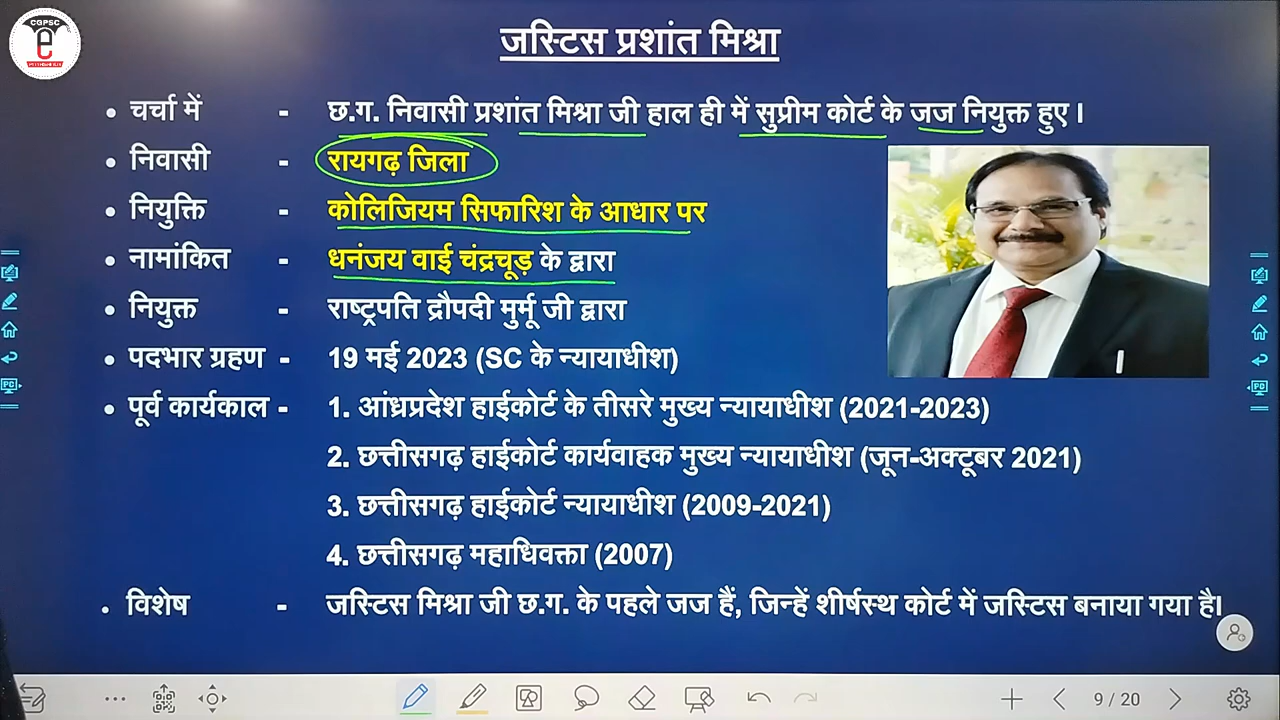 CGPSC
e
जस्टिस प्रशांत मिश्रा
• चर्चा में - छ.ग. निवासी प्रशांत मिश्रा जी हाल ही में सुप्रीम कोर्ट के जज नियुक्त हुए ।
• निवासी - रायगढ़ जिला
• नियुक्ति - कोलिजियम सिफारिश के आधार पर
• नामांकित - धनंजय वाई चंद्रचूड़ के द्वारा
• नियुक्त - राष्ट्रपति द्रौपदी मुर्मू जी द्वारा
• पदभार ग्रहण - 19 मई 2023 (SC के न्यायाधीश)
• पूर्व कार्यकाल - 1. आंध्रप्रदेश हाईकोर्ट के तीसरे मुख्य न्यायाधीश (2021-2023)
2. छत्तीसगढ़ हाईकोर्ट कार्यवाहक मुख्य न्यायाधीश (जून-अक्टूबर 2021)
3. छत्तीसगढ़ हाईकोर्ट न्यायाधीश (2009-2021)
4. छत्तीसगढ़ महाधिवक्ता (2007)
• विशेष - जस्टिस मिश्रा जी छ.ग. के पहले जज हैं, जिन्हें शीर्षस्थ कोर्ट में जस्टिस बनाया गया है।
9 / 20